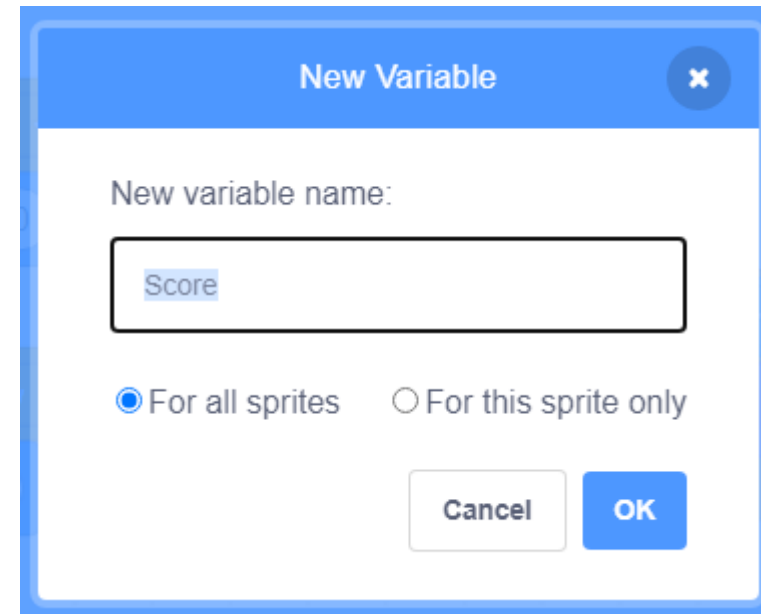 New Variable
New variable name:
Score
For all sprites For this sprite only
Cancel OK